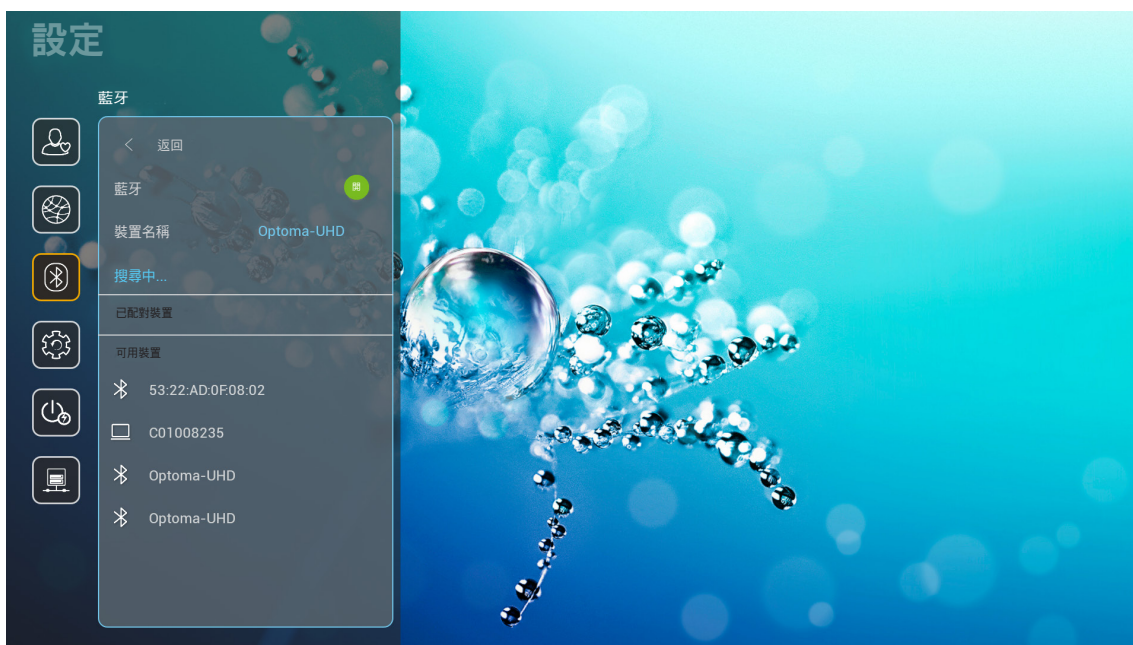 設定
藍牙
返回
藍牙 開
裝置名稱 Optoma-UHD
搜尋中...
已配對裝置
可用裝置
53:22:AD:0F:08:02
C01008235
Optoma-UHD
Optoma-UHD